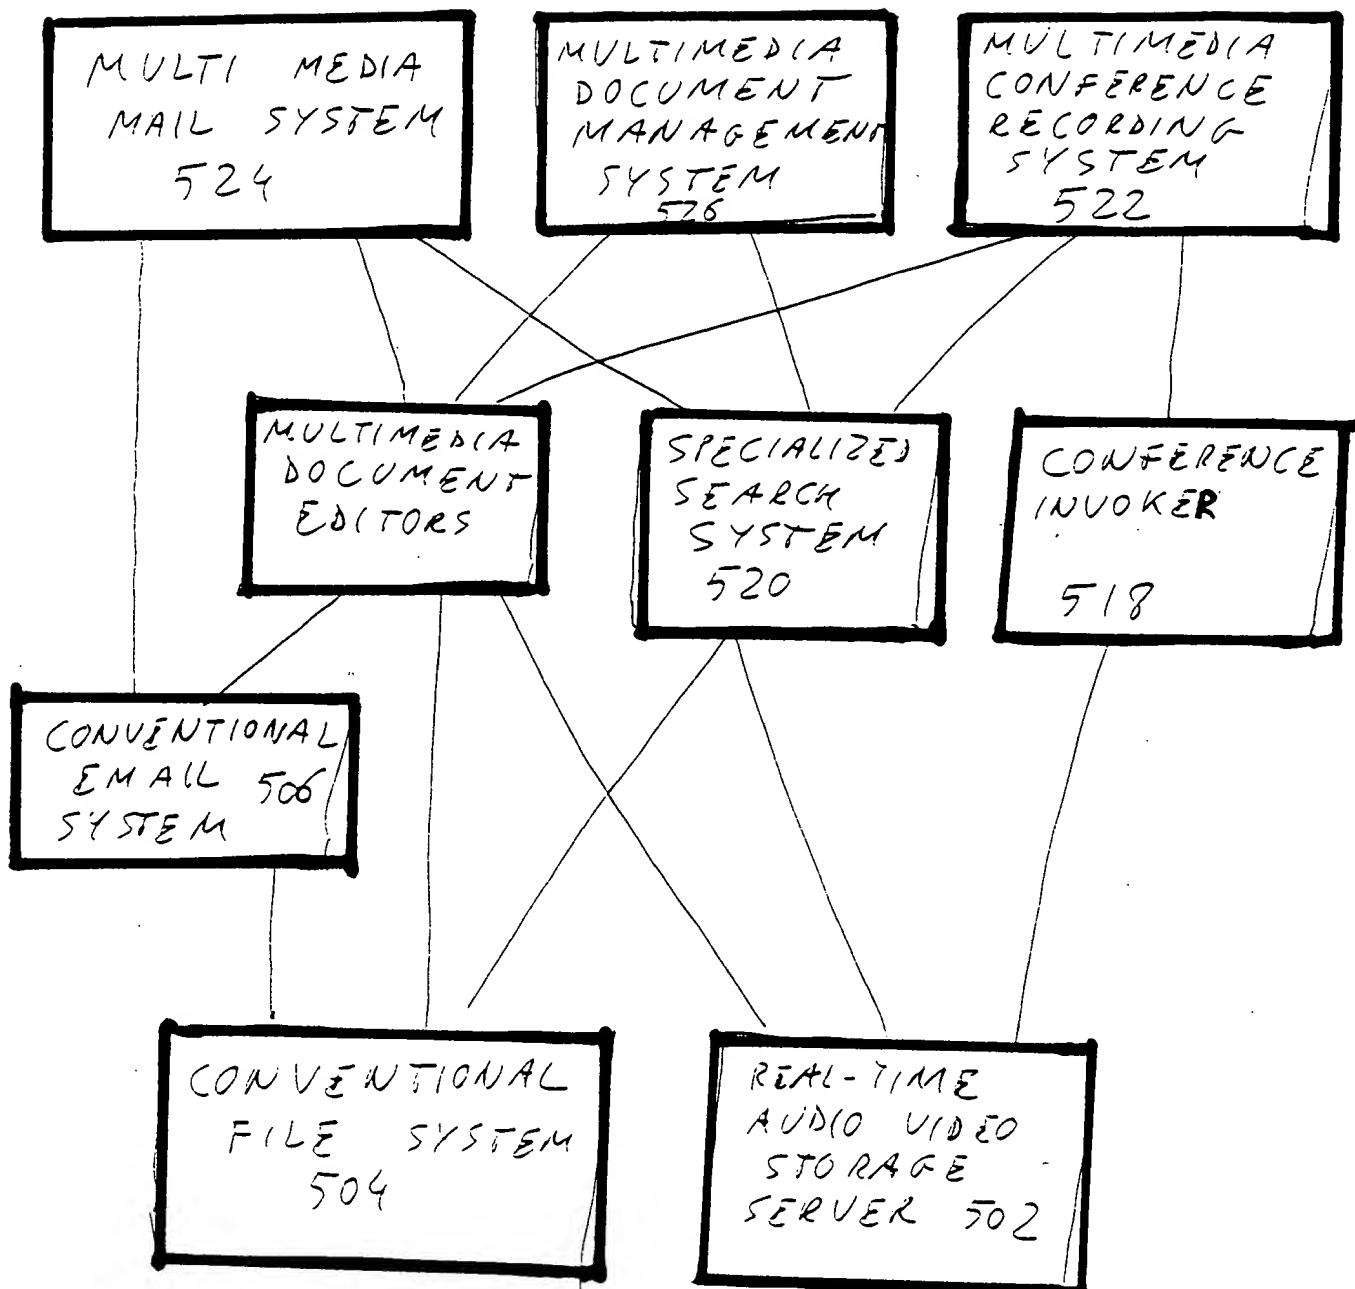 MULTI MEDIA
MAIL SYSTEM
524
MULTIMEDIA
DOCUMENT
MANAGEMENT
SYSTEM
526
MULTIMEDIA
CONFERENCE
RECORDING
SYSTEM
522
MULTIMEDIA
DOCUMENT
EDITORS
SPECIALIZED
SEARCH
SYSTEM
520
CONFERENCE
INVOKER
518
CONVENTIONAL
EMAIL 506
SYSTEM
CONVENTIONAL
FILE SYSTEM
504
REAL-TIME
AUDIO VIDEO
STORAGE
SERVER 502